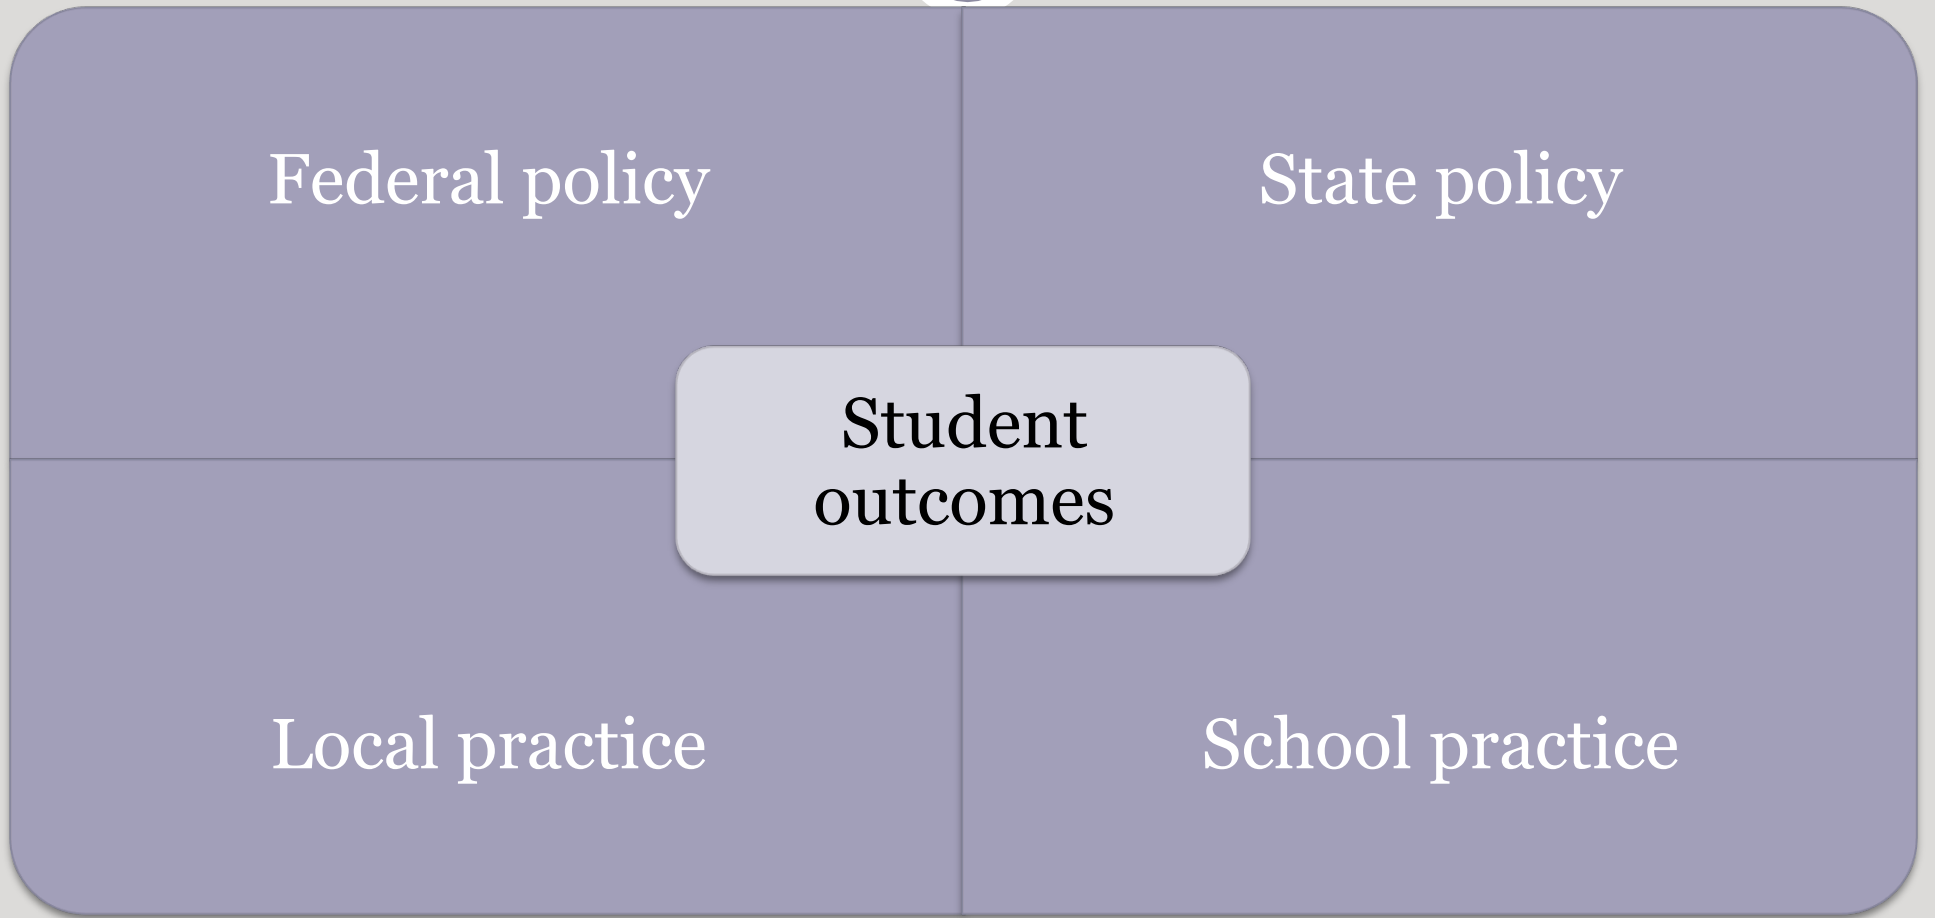 Federal policy
State policy
Student
outcomes
Local practice
School practice